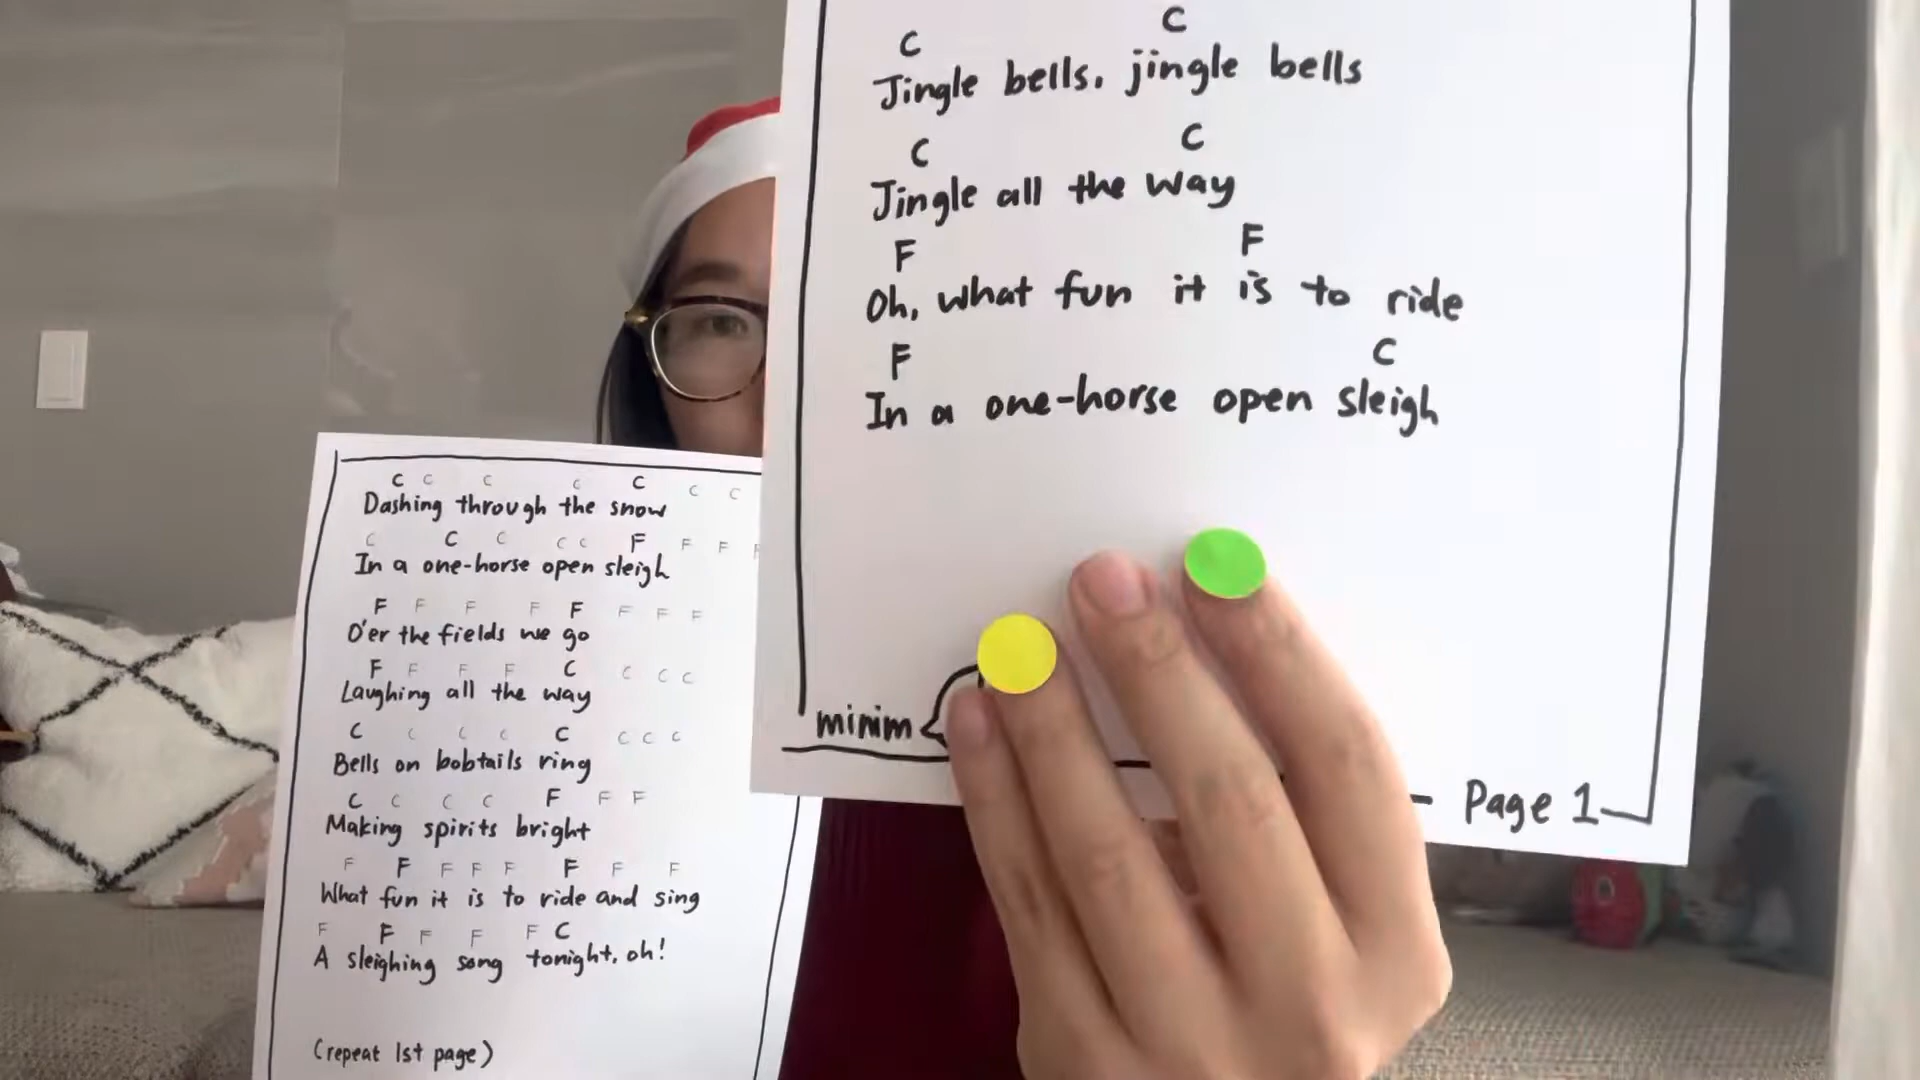 C C
Jingle bells, jingle bells
C C
Jingle all the way
F F
Oh, what fun it is to ride
F C
In a one-horse open sleigh
minim
Page 1
C C C C C C C
Dashing through the snow
C C C C C F F F F
In a one-horse open sleigh
F F F F F F F F
O'er the fields we go
F F F F C C C C
Laughing all the way
C C C C C C C C
Bells on bobtails ring
C C C C F F F
Making spirits bright
F F F F F F F F
What fun it is to ride and sing
F F F F F C
A sleighing song tonight, oh!
(repeat 1st page)